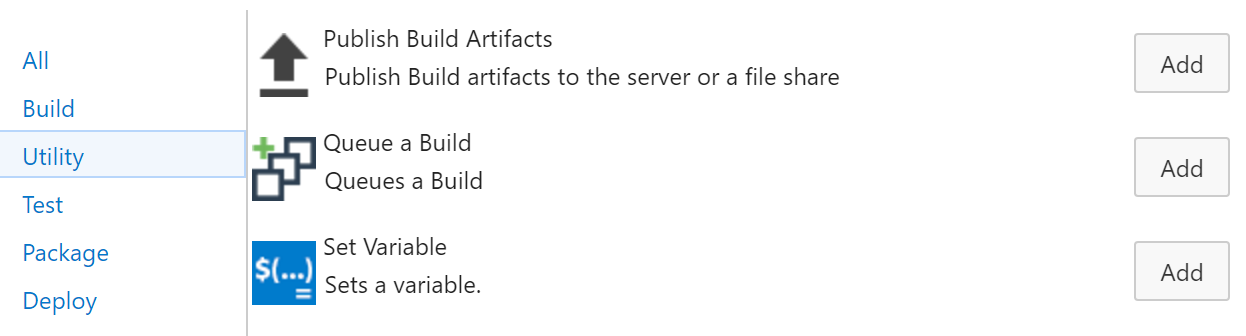 All
Build
Utility
Test
Package
Deploy
Publish Build Artifacts
Publish Build artifacts to the server or a file share
Add
Queue a Build
Queues a Build
Add
$(...)
=
Set Variable
Sets a variable.
Add